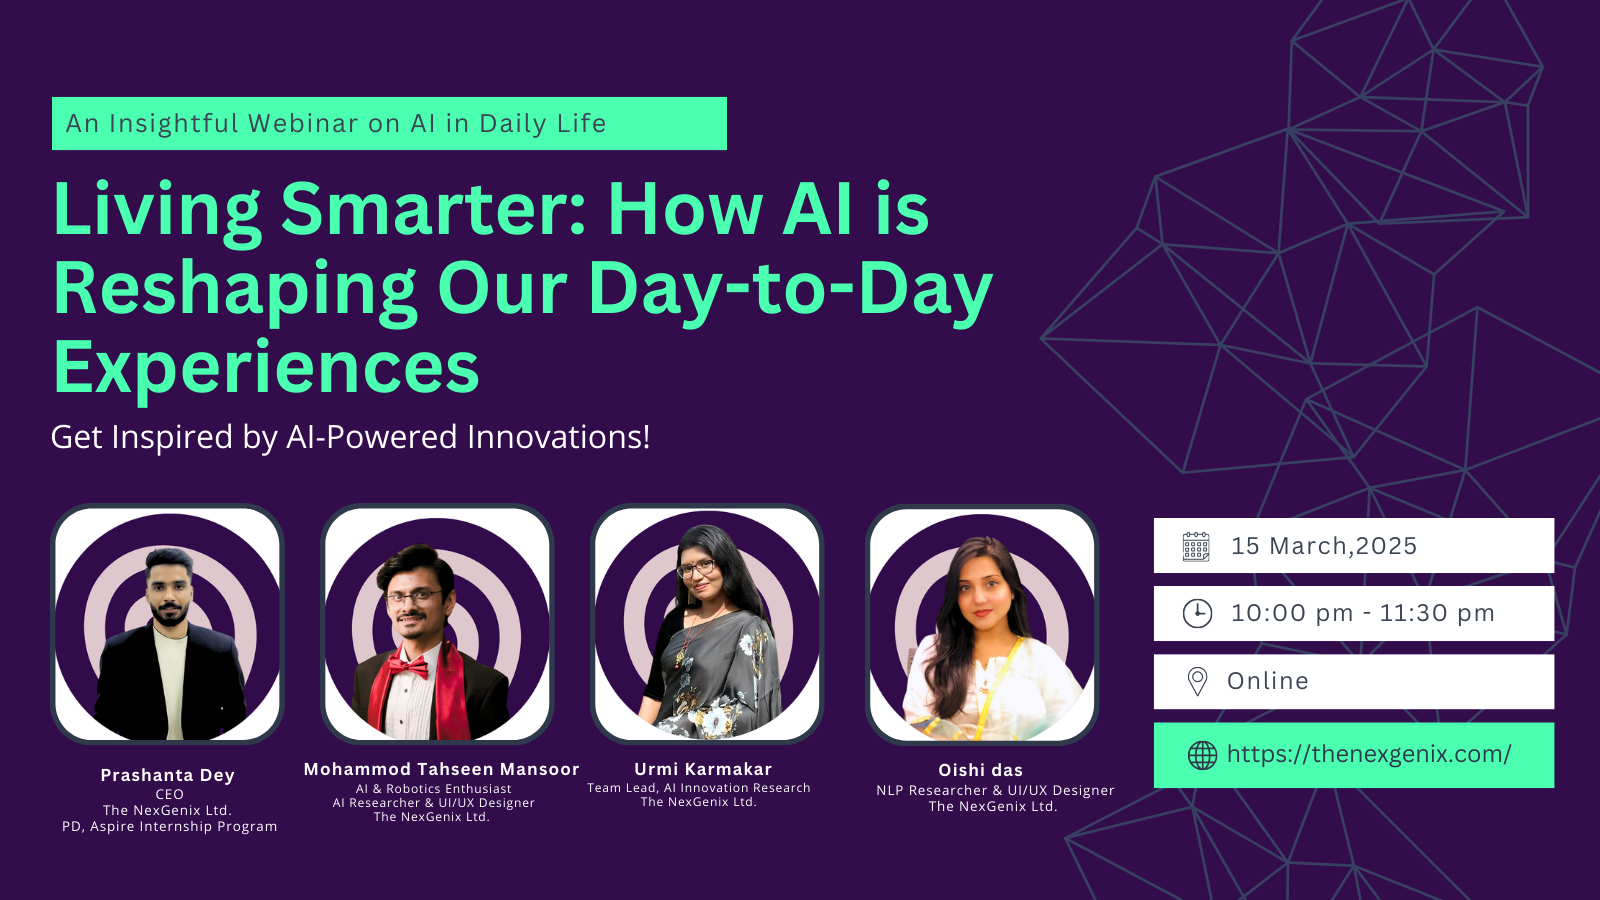 An Insightful Webinar on AI in Daily Life
Living Smarter: How AI is
Reshaping Our Day-to-Day
Experiences
Get Inspired by AI-Powered Innovations!
Prashanta Dey
CEO
The NexGenix Ltd.
PD, Aspire Internship Program
Mohammod Tahseen Mansoor
AI & Robotics Enthusiast
AI Researcher & UI/UX Designer
The NexGenix Ltd.
Urmi Karmakar
Team Lead, AI Innovation Research
The NexGenix Ltd.
Oishi das
NLP Researcher & UI/UX Designer
The NexGenix Ltd.
15 March,2025
10:00 pm - 11:30 pm
Online
https://thenexgenix.com/